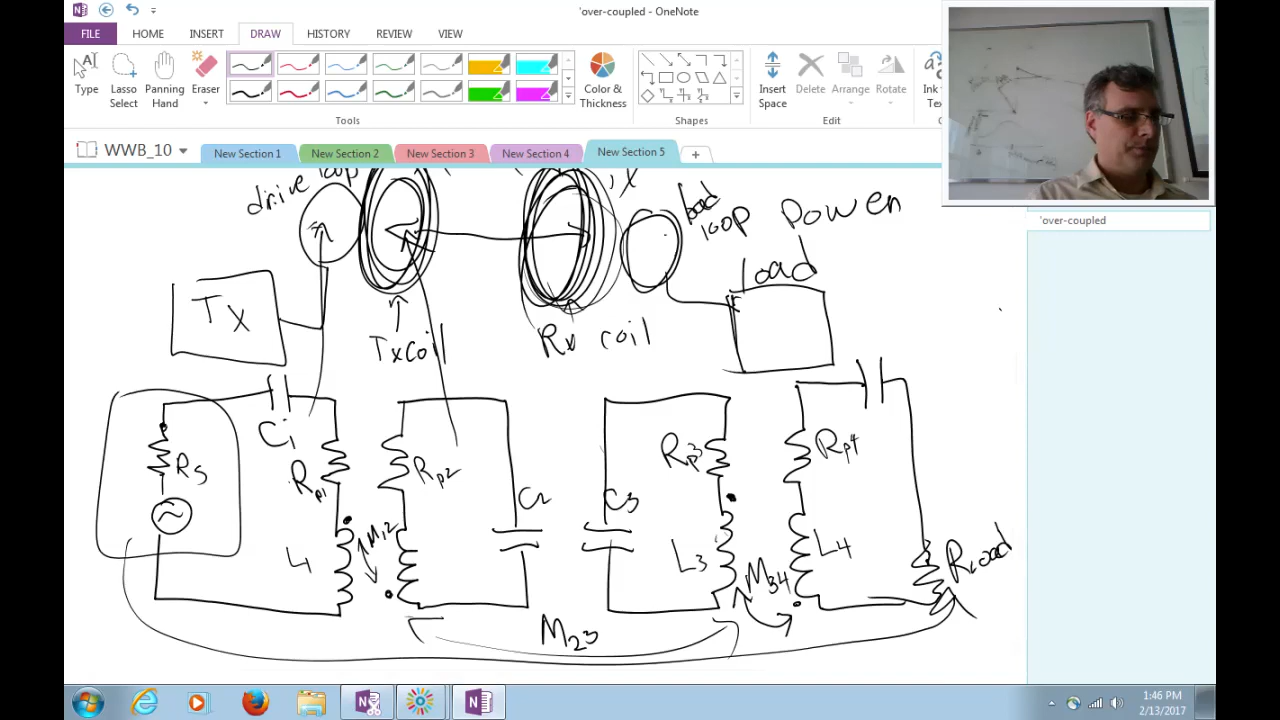 'over-coupled - OneNote
FILE HOME INSERT DRAW HISTORY REVIEW VIEW
Type
Lasso Select
Panning Hand
Eraser
Color & Thickness
Insert Space
Delete
Arrange
Rotate
Ink to Tex
Tools
Shapes
Edit
WWB_10
New Section 1
New Section 2
New Section 3
New Section 4
New Section 5
'over-coupled
drive loop
load loop
Power
Load
Tx
Tx coil
Rx coil
C1
Rs
Rp1
Rp2
C2
C3
Rp3
Rp4
M12
L1
L3
M34
L4
RLoad
M23
1:46 PM
2/13/2017